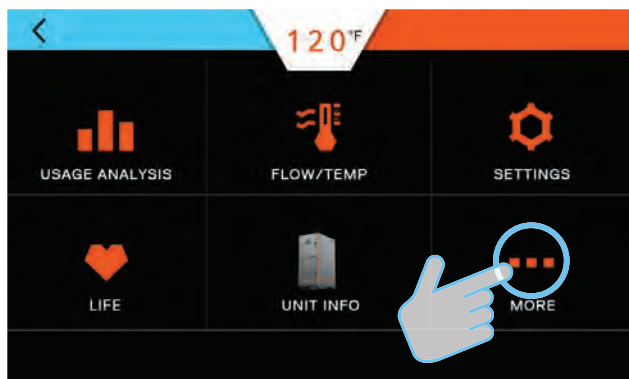 120°F
USAGE ANALYSIS
FLOW/TEMP
SETTINGS
LIFE
UNIT INFO
MORE